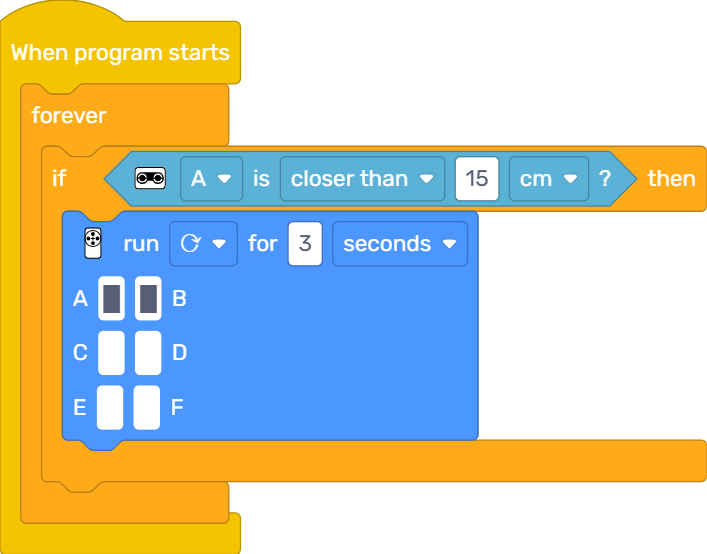 When program starts
forever
if A is closer than 15 cm ? then
run for 3 seconds
A B
C D
E F